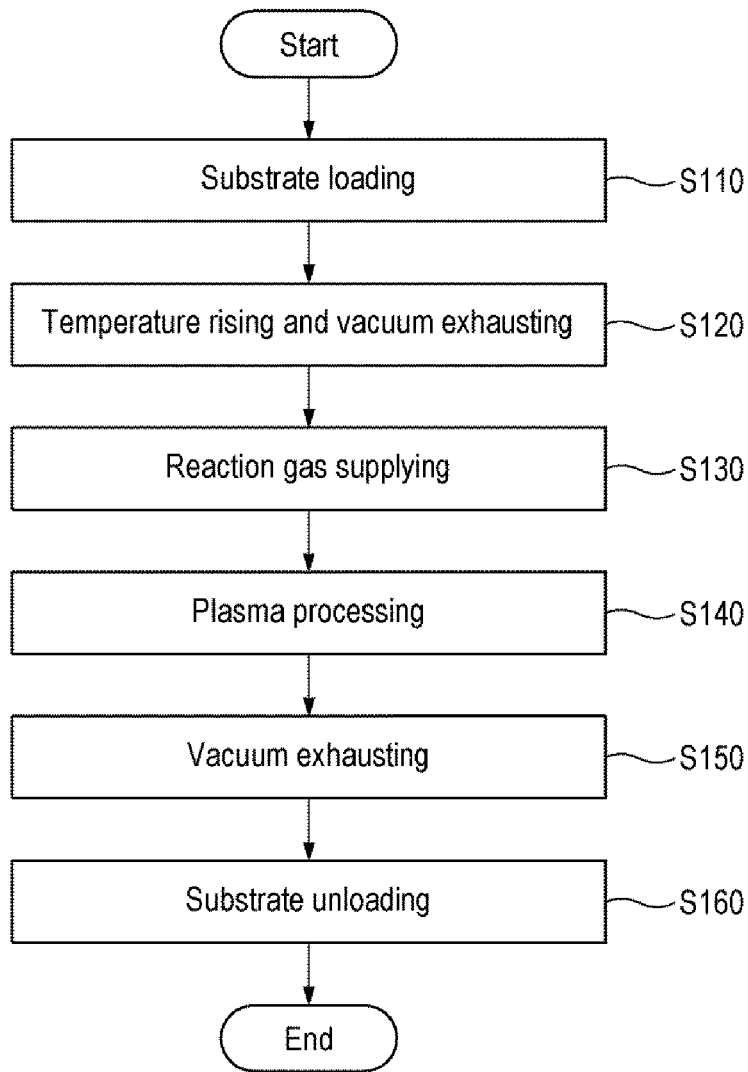 Start
Substrate loading
S110
Temperature rising and vacuum exhausting
S120
Reaction gas supplying
S130
Plasma processing
S140
Vacuum exhausting
S150
Substrate unloading
S160
End